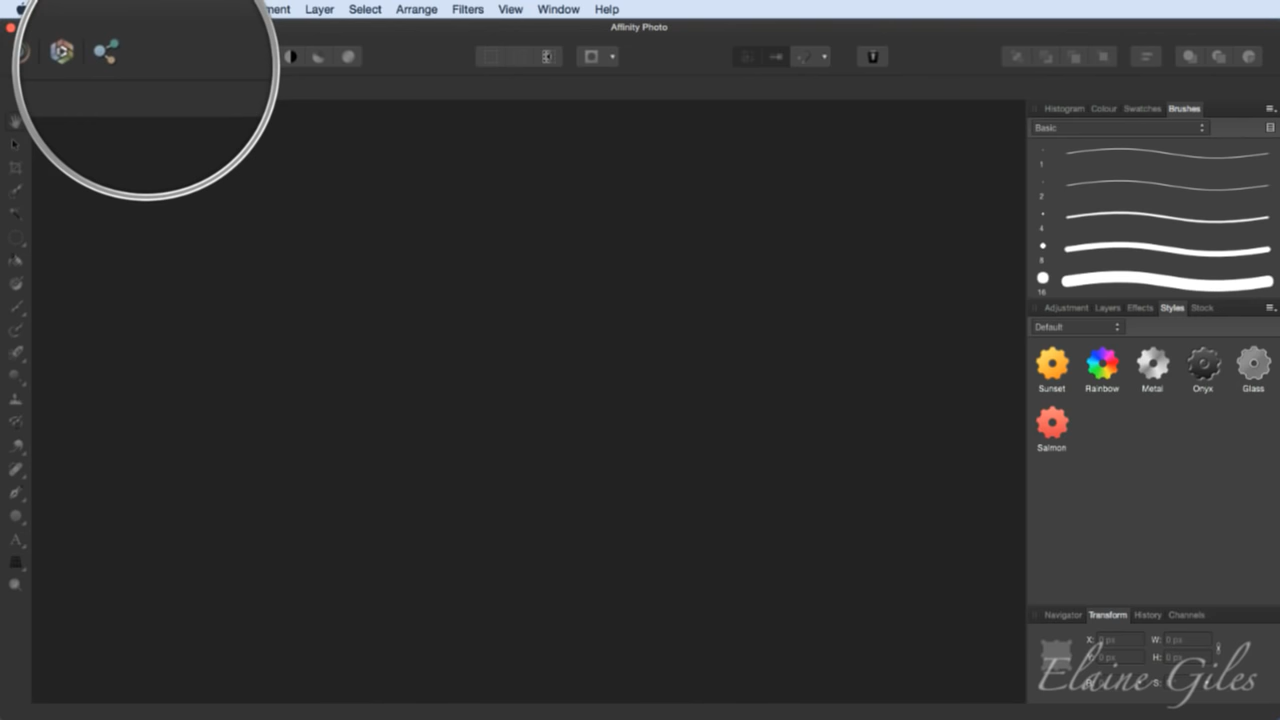 ment Layer Select Arrange Filters View Window Help
Affinity Photo
Histogram Colour Swatches Brushes
Basic
1
2
4
8
16
Adjustment Layers Effects Styles Stock
Default
Sunset Rainbow Metal Onyx Glass
Salmon
Navigator Transform History Channels
X: 0 px W: 0 px
Y: 0 px H: 0 px
S:
Elaine Giles
A